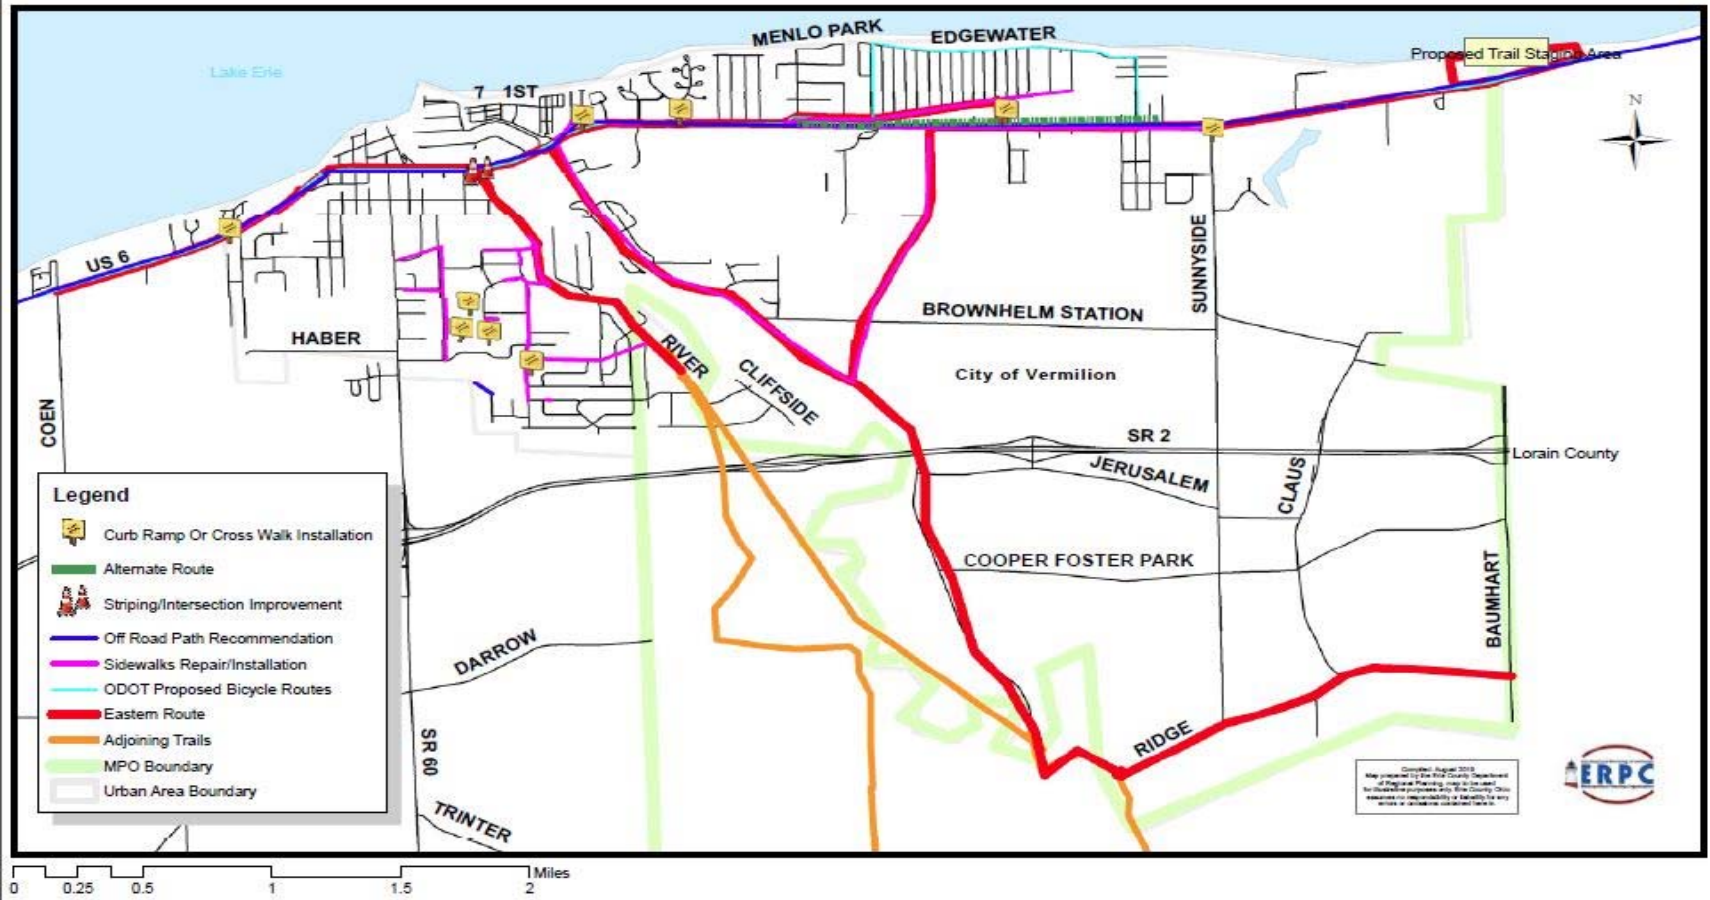 MENLO PARK
EDGEWATER
Proposed Trail Staging Area
Lake Erie
7 1ST
N
US 6
SUNNYSIDE
BROWNHELM STATION
HABER
RIVER
CLIFFSIDE
City of Vermilion
COEN
SR 2
Lorain County
JERUSALEM
CLAUS
Legend
Curb Ramp Or Cross Walk Installation
Alternate Route
Striping/Intersection Improvement
Off Road Path Recommendation
Sidewalks Repair/Installation
ODOT Proposed Bicycle Routes
Eastern Route
Adjoining Trails
MPO Boundary
Urban Area Boundary
COOPER FOSTER PARK
BAUMHART
DARROW
SR 60
RIDGE
TRINTER
ERPC
Miles
0 0.25 0.5 1 1.5 2